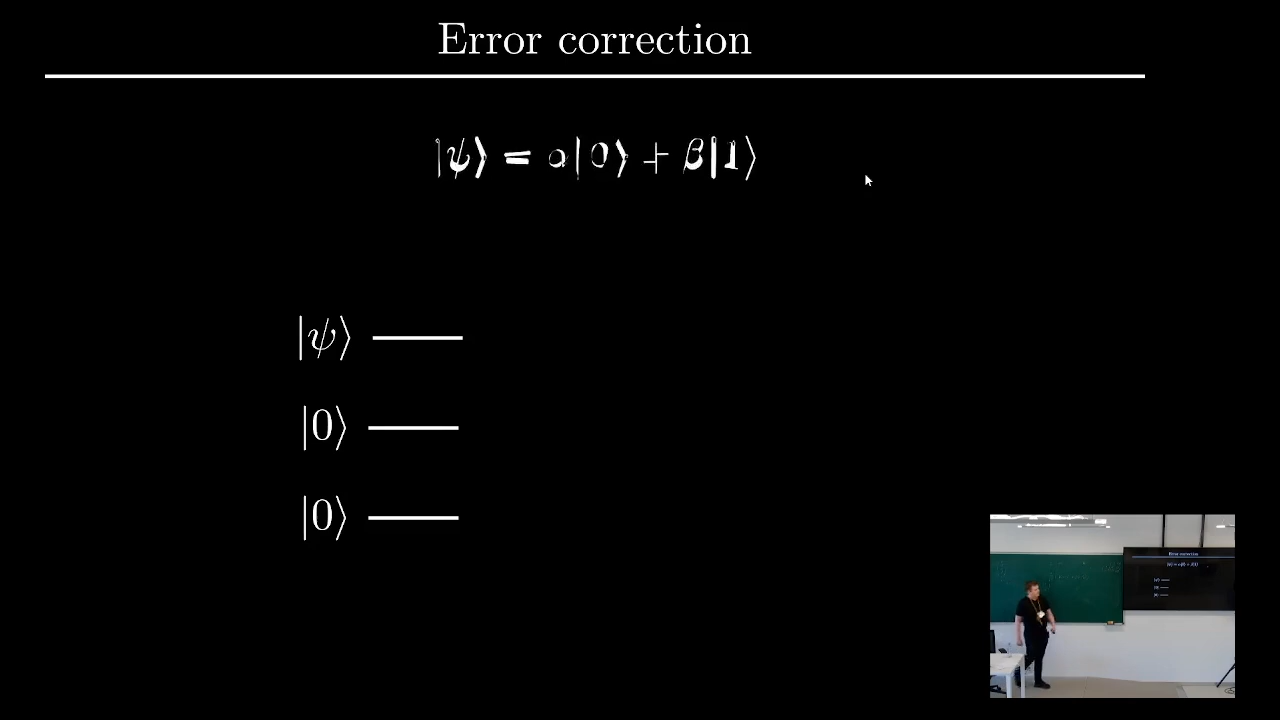 Error correction
|ψ⟩ = α|0⟩ + β|1⟩
|ψ⟩
|0⟩
|0⟩